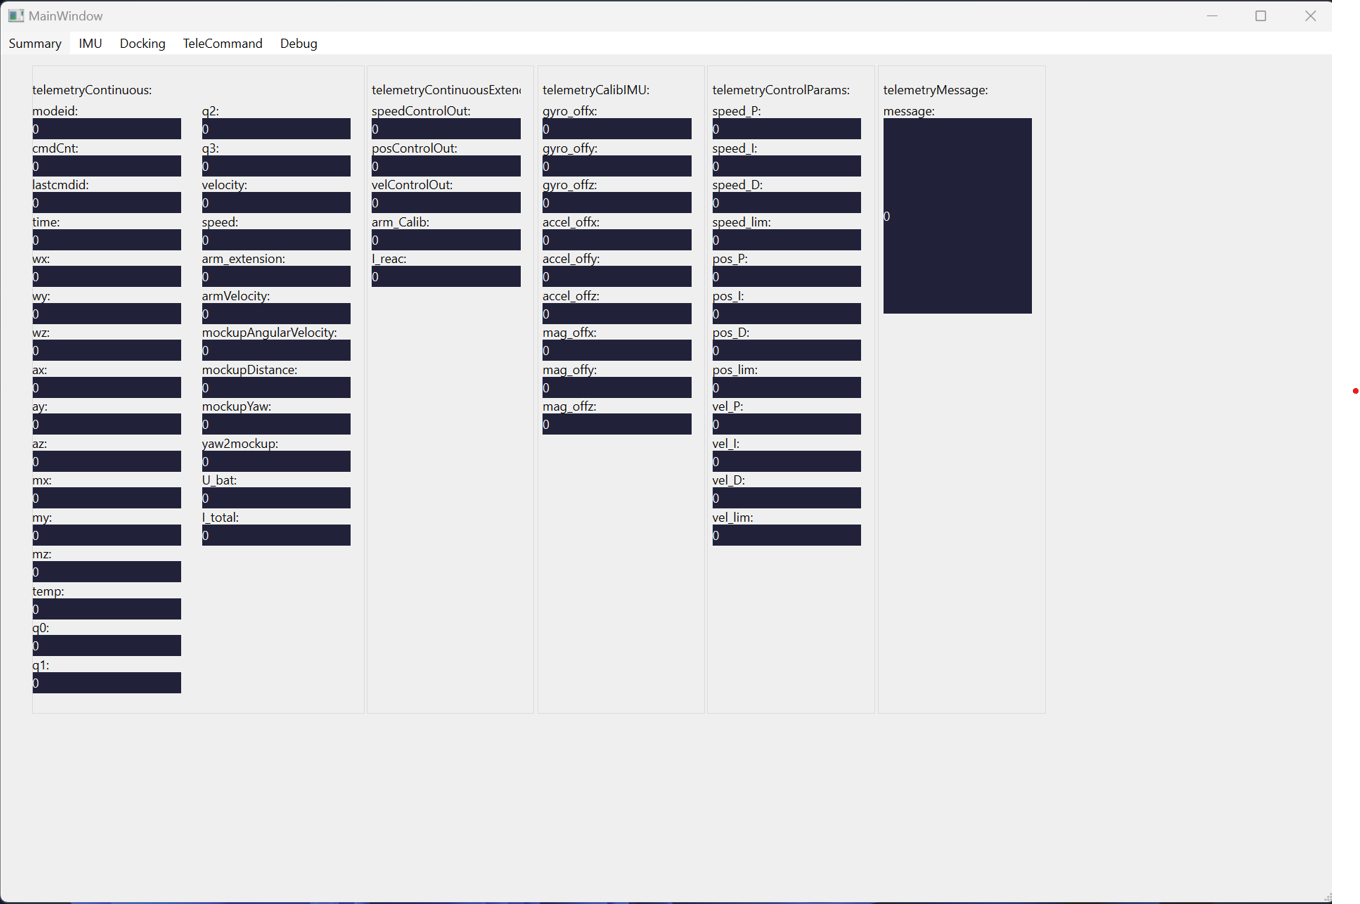 MainWindow
Summary IMU Docking TeleCommand Debug
telemetryContinuous:
modeid:
0
cmdCnt:
0
lastcmdid:
0
time:
0
wx:
0
wy:
0
wz:
0
ax:
0
ay:
0
az:
0
mx:
0
my:
0
mz:
0
temp:
0
q0:
0
q1:
0
q2:
0
q3:
0
velocity:
0
speed:
0
arm_extension:
0
armVelocity:
0
mockupAngularVelocity:
0
mockupDistance:
0
mockupYaw:
0
yaw2mockup:
0
U_bat:
0
I_total:
0
telemetryContinuousExten
speedControlOut:
0
posControlOut:
0
velControlOut:
0
arm_Calib:
0
I_reac:
0
telemetryCalibIMU:
gyro_offx:
0
gyro_offy:
0
gyro_offz:
0
accel_offx:
0
accel_offy:
0
accel_offz:
0
mag_offx:
0
mag_offy:
0
mag_offz:
0
telemetryControlParams:
speed_P:
0
speed_I:
0
speed_D:
0
speed_lim:
0
pos_P:
0
pos_I:
0
pos_D:
0
pos_lim:
0
vel_P:
0
vel_I:
0
vel_D:
0
vel_lim:
0
telemetryMessage:
message:
0